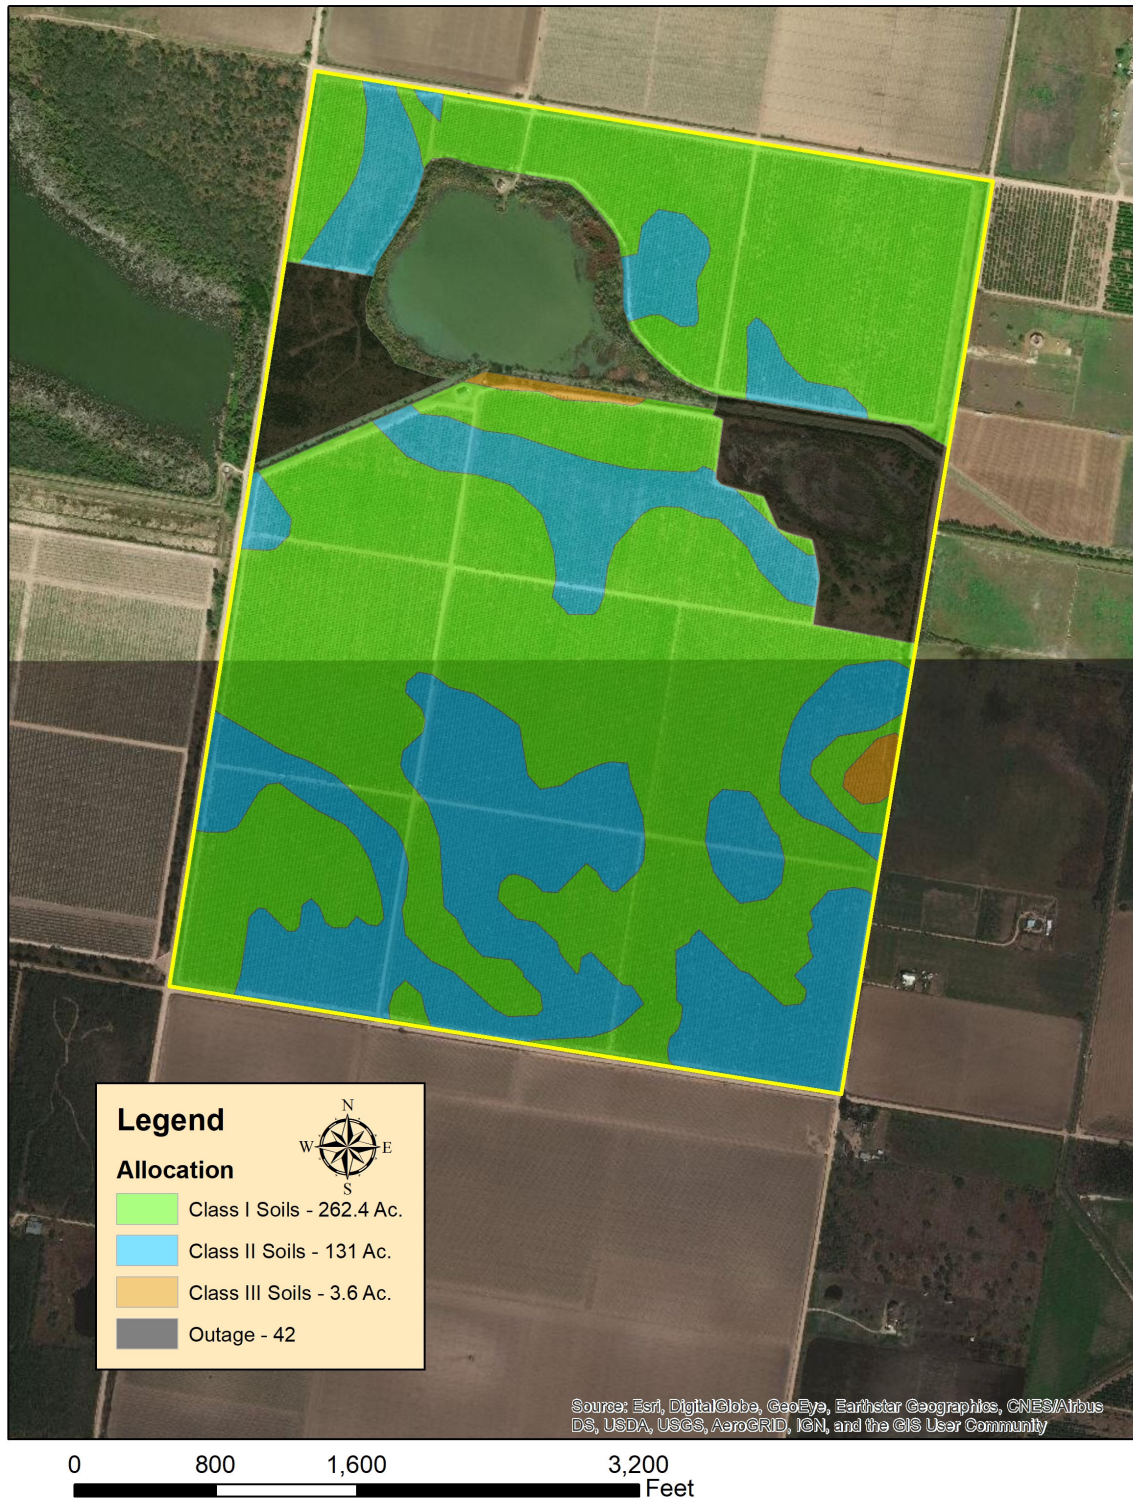 Legend
N
W E
S
Allocation
Class I Soils - 262.4 Ac.
Class II Soils - 131 Ac.
Class III Soils - 3.6 Ac.
Outage - 42
Source: Esri, DigitalGlobe, GeoEye, Earthstar Geographics, CNES/Airbus
DS, USDA, USGS, AeroGRID, IGN, and the GIS User Community
0 800 1,600 3,200
Feet